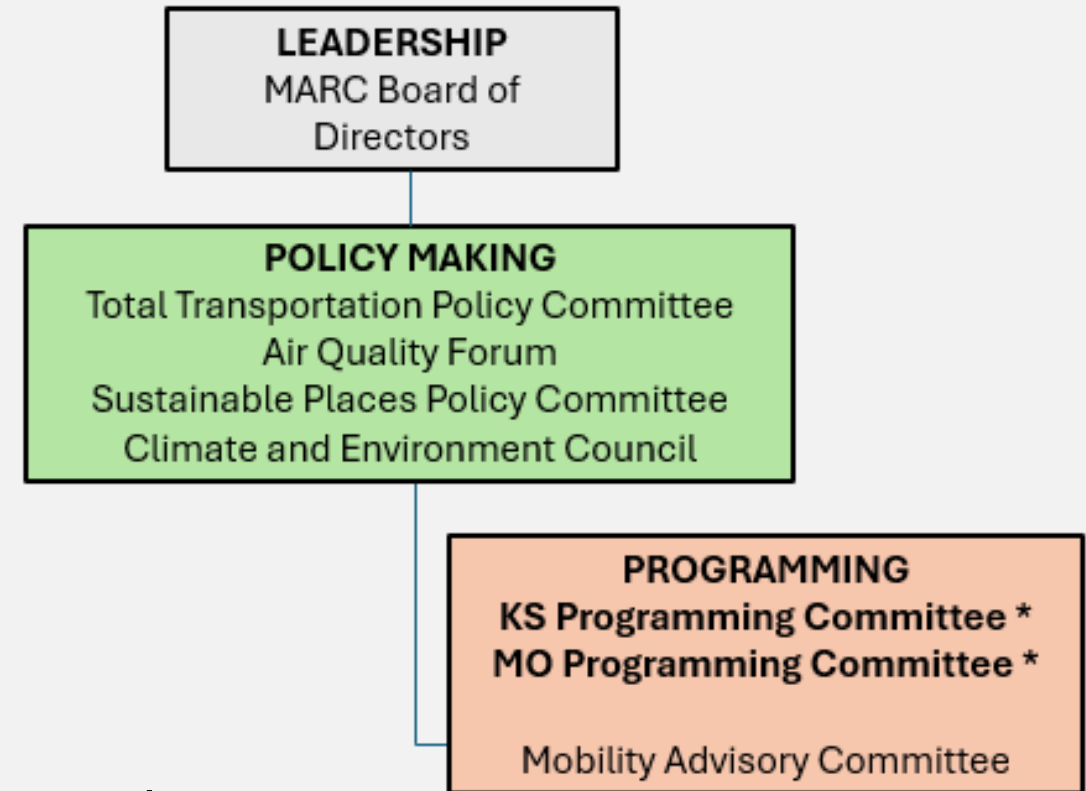 LEADERSHIP
MARC Board of
Directors
POLICY MAKING
Total Transportation Policy Committee
Air Quality Forum
Sustainable Places Policy Committee
Climate and Environment Council
PROGRAMMING
KS Programming Committee *
MO Programming Committee *
Mobility Advisory Committee